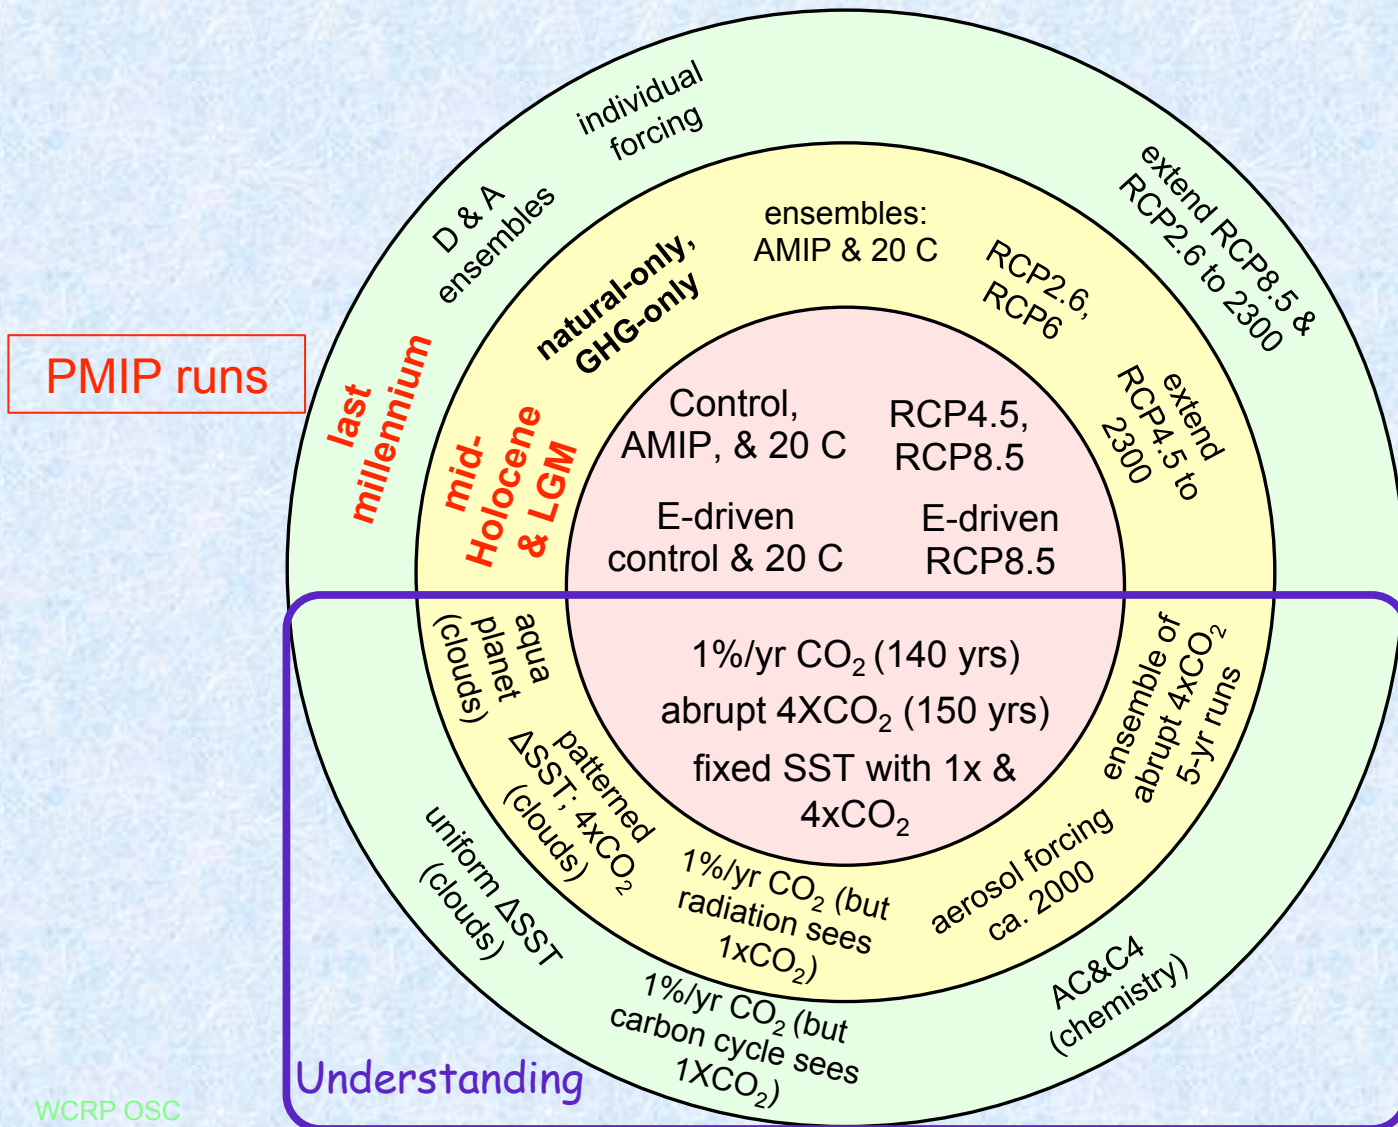 individual
forcing
D & A
ensembles
extend RCP8.5 &
RCP2.6 to 2300
ensembles:
AMIP & 20 C
natural-only,
GHG-only
RCP2.6,
RCP6
extend
RCP4.5 to
2300
PMIP runs
last
millennium
mid-
Holocene
& LGM
Control,
AMIP, & 20 C
RCP4.5,
RCP8.5
E-driven
control & 20 C
E-driven
RCP8.5
1%/yr CO₂ (140 yrs)
abrupt 4XCO₂ (150 yrs)
fixed SST with 1x &
4xCO₂
aqua
planet
(clouds)
patterned
ΔSST; 4xCO₂
(clouds)
uniform ΔSST
(clouds)
1%/yr CO₂ (but
radiation sees
1xCO₂)
1%/yr CO₂ (but
carbon cycle sees
1XCO₂)
ensemble of
abrupt 4xCO₂
5-yr runs
aerosol forcing
ca. 2000
AC&C4
(chemistry)
Understanding
WCRP OSC